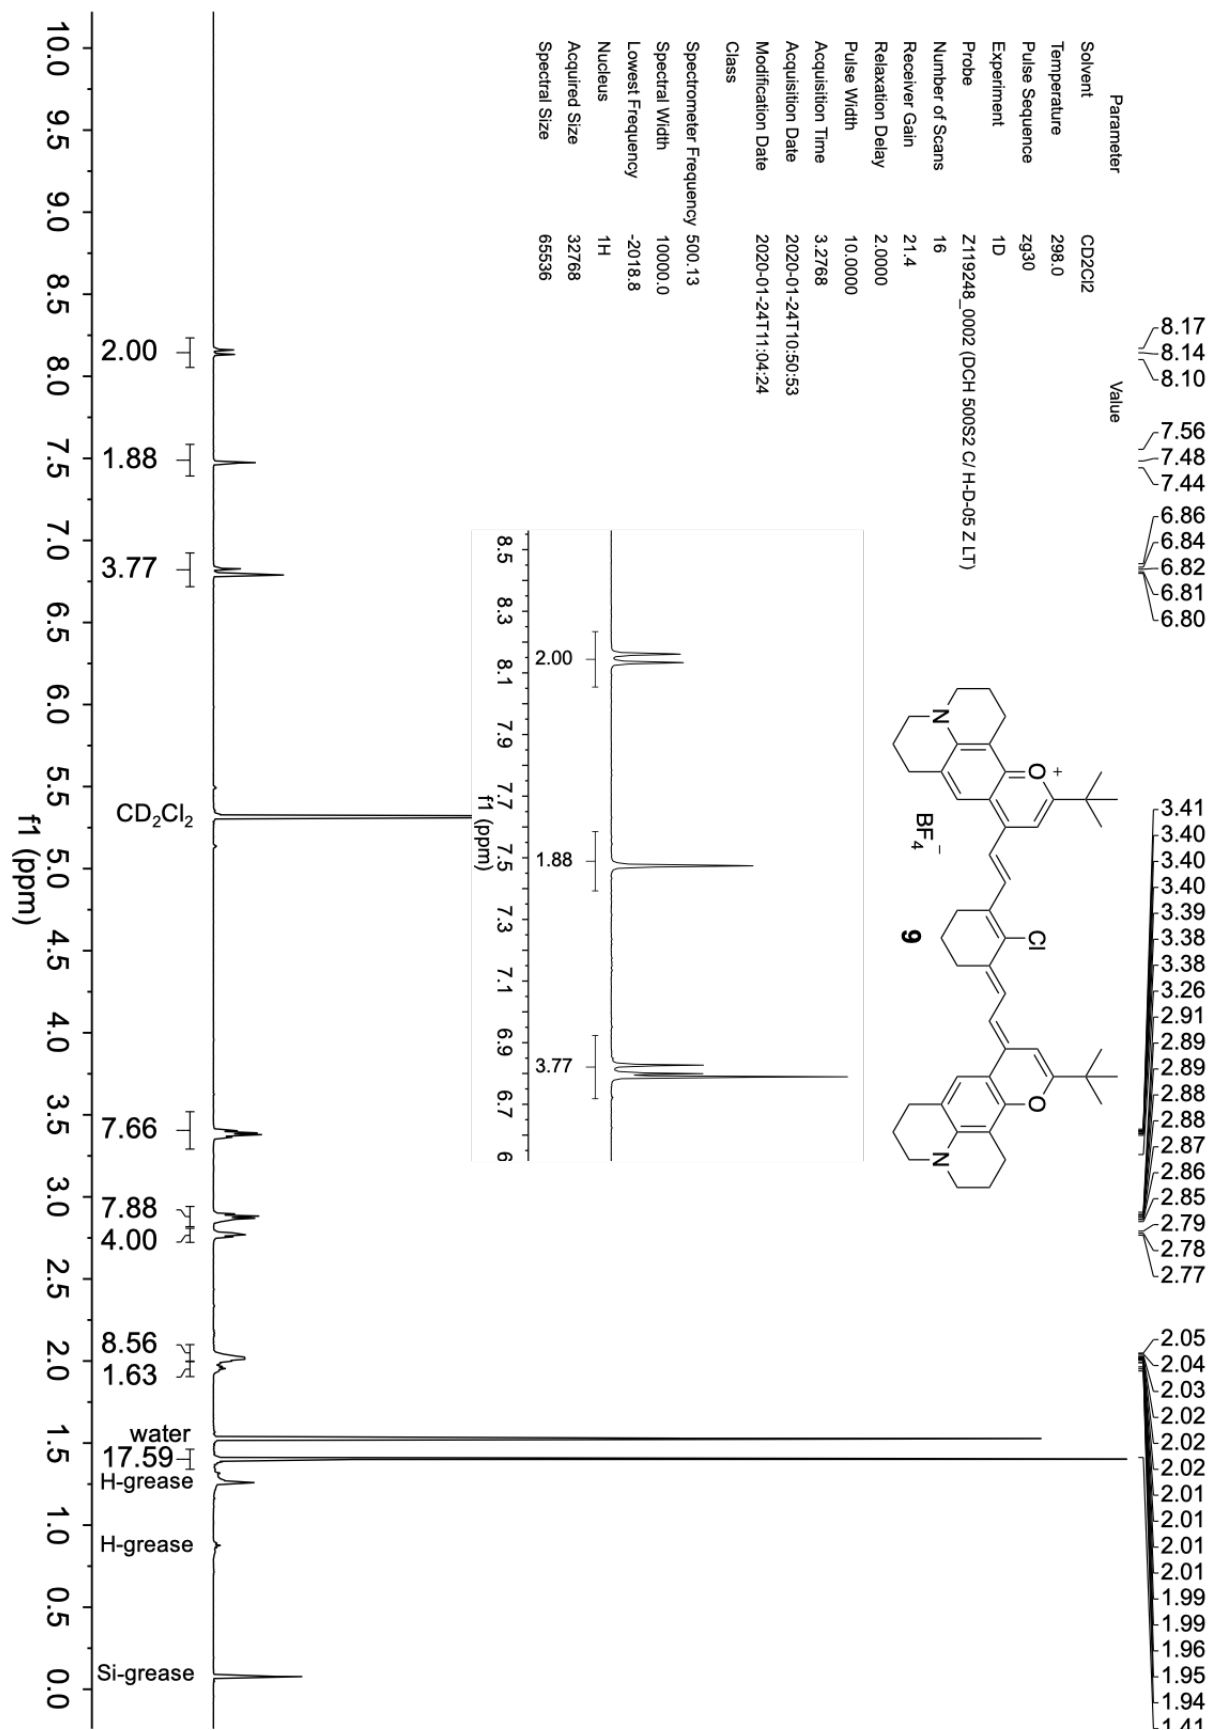 Parameter Value
Solvent CD2Cl2
Temperature 298.0
Pulse Sequence zg30
Experiment 1D
Probe Z119248_0002 (DCH 500S2 C/ H-D-05 Z LT)
Number of Scans 16
Receiver Gain 21.4
Relaxation Delay 2.0000
Pulse Width 10.0000
Acquisition Time 3.2768
Acquisition Date 2020-01-24T10:50:53
Modification Date 2020-01-24T11:04:24
Class
Spectrometer Frequency 500.13
Spectral Width 10000.0
Lowest Frequency -2018.8
Nucleus 1H
Acquired Size 32768
Spectral Size 65536
8.17
8.14
8.10
7.56
7.48
7.44
6.86
6.84
6.82
6.81
6.80
3.41
3.40
3.40
3.40
3.39
3.38
3.38
3.26
2.91
2.89
2.89
2.88
2.88
2.87
2.86
2.85
2.79
2.78
2.77
2.05
2.04
2.03
2.02
2.02
2.02
2.01
2.01
2.01
2.01
1.99
1.99
1.96
1.95
1.94
1.41
N
O
+
BF4-
Cl
9
O
N
2.00
1.88
3.77
8.5 8.3 8.1 7.9 7.7 7.5 7.3 7.1 6.9 6.7 6
f1 (ppm)
2.00
1.88
3.77
CD2Cl2
7.66
7.88
4.00
8.56
1.63
water
17.59
H-grease
H-grease
Si-grease
10.0 9.5 9.0 8.5 8.0 7.5 7.0 6.5 6.0 5.5 5.0 4.5 4.0 3.5 3.0 2.5 2.0 1.5 1.0 0.5 0.0
f1 (ppm)